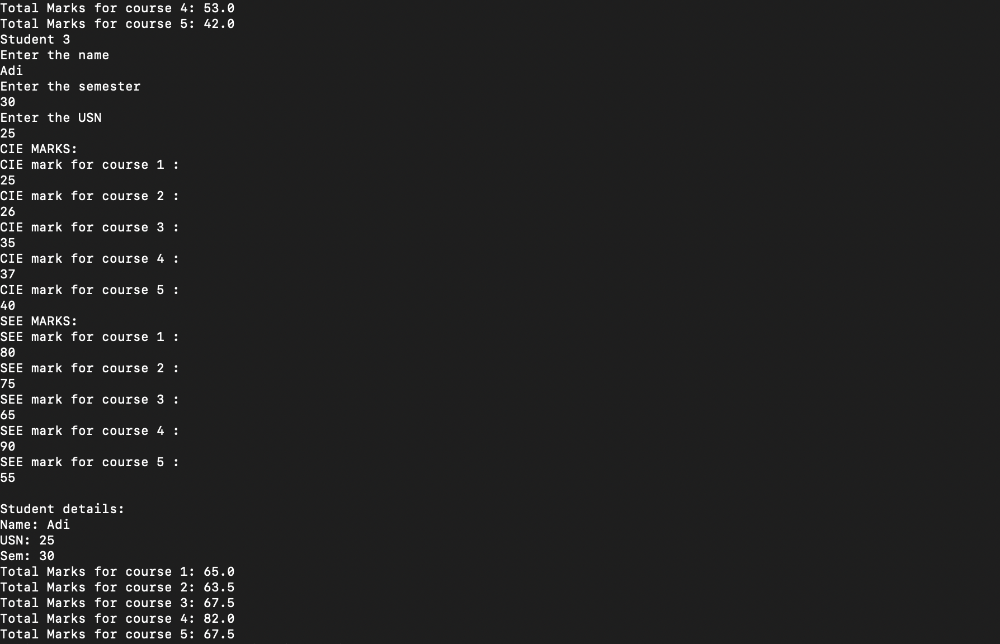 Total Marks for course 4: 53.0
Total Marks for course 5: 42.0
Student 3
Enter the name
Adi
Enter the semester
30
Enter the USN
25
CIE MARKS:
CIE mark for course 1 :
25
CIE mark for course 2 :
26
CIE mark for course 3 :
35
CIE mark for course 4 :
37
CIE mark for course 5 :
40
SEE MARKS:
SEE mark for course 1 :
80
SEE mark for course 2 :
75
SEE mark for course 3 :
65
SEE mark for course 4 :
90
SEE mark for course 5 :
55

Student details:
Name: Adi
USN: 25
Sem: 30
Total Marks for course 1: 65.0
Total Marks for course 2: 63.5
Total Marks for course 3: 67.5
Total Marks for course 4: 82.0
Total Marks for course 5: 67.5